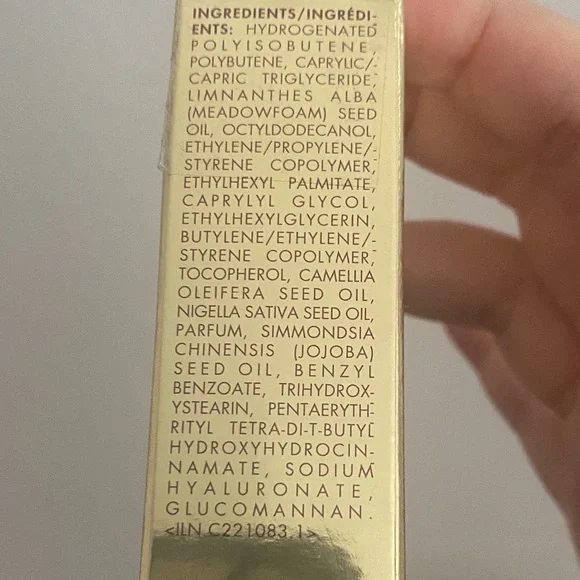 INGREDIENTS/INGRÉDI-
ENTS: HYDROGENATED
POLYISOBUTENE,
POLYBUTENE, CAPRYLIC/-
CAPRIC TRIGLYCERIDE,
LIMNANTHES ALBA
(MEADOWFOAM) SEED
OIL, OCTYLDODECANOL,
ETHYLENE/PROPYLENE/-
STYRENE COPOLYMER,
ETHYLHEXYL PALMITATE,
CAPRYLYL GLYCOL,
ETHYLHEXYLGLYCERIN,
BUTYLENE/ETHYLENE/-
STYRENE COPOLYMER,
TOCOPHEROL, CAMELLIA
OLEIFERA SEED OIL,
NIGELLA SATIVA SEED OIL,
PARFUM, SIMMONDSIA
CHINENSIS (JOJOBA)
SEED OIL, BENZYL
BENZOATE, TRIHYDROX-
YSTEARIN, PENTAERYTH-
RITYL TETRA-DI-T-BUTYL
HYDROXYHYDROCIN-
NAMATE, SODIUM
HYALURONATE,
GLUCOMANNAN.
<ILN C221083.1>